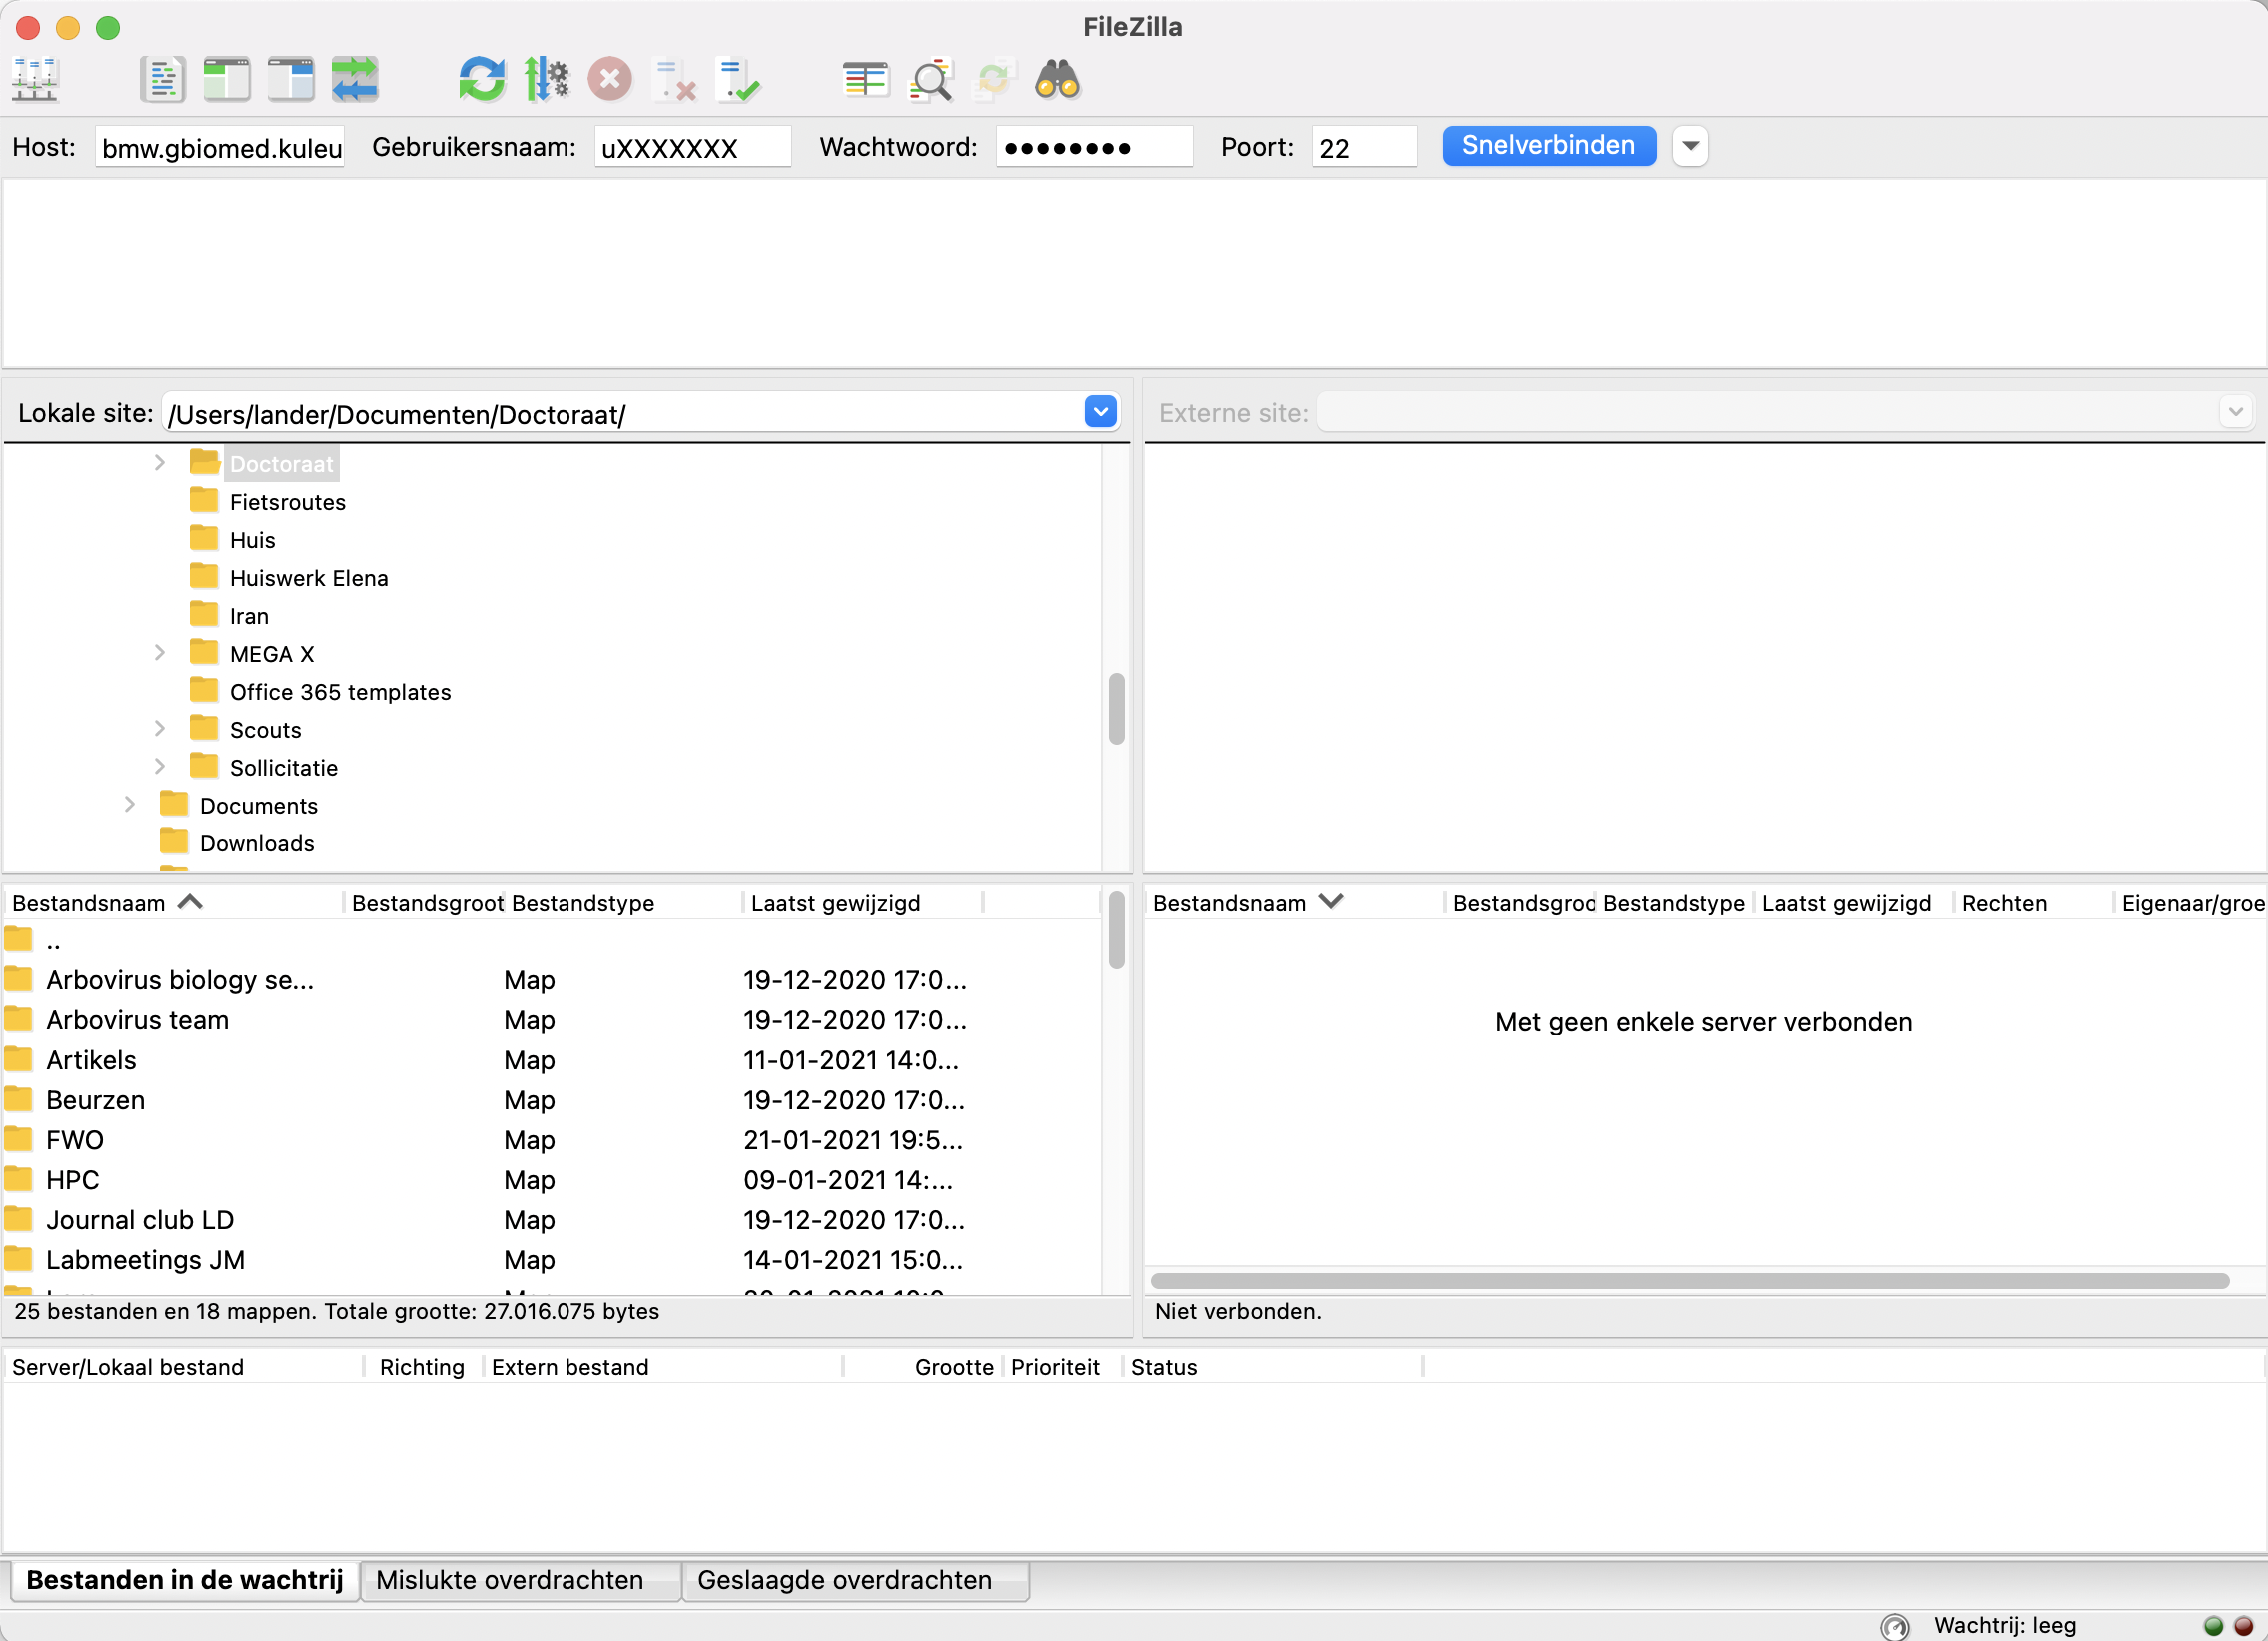 FileZilla
Host: bmw.gbiomed.kuleu Gebruikersnaam: uXXXXXXX Wachtwoord: •••••••• Poort: 22 Snelverbinden
Lokale site: /Users/lander/Documenten/Doctoraat/
Externe site:
Doctoraat
Fietsroutes
Huis
Huiswerk Elena
Iran
MEGA X
Office 365 templates
Scouts
Sollicitatie
Documents
Downloads
Bestandsnaam Bestandsgroot Bestandstype Laatst gewijzigd
..
Arbovirus biology se... Map 19-12-2020 17:0...
Arbovirus team Map 19-12-2020 17:0...
Artikels Map 11-01-2021 14:0...
Beurzen Map 19-12-2020 17:0...
FWO Map 21-01-2021 19:5...
HPC Map 09-01-2021 14:...
Journal club LD Map 19-12-2020 17:0...
Labmeetings JM Map 14-01-2021 15:0...
25 bestanden en 18 mappen. Totale grootte: 27.016.075 bytes
Bestandsnaam Bestandsgroo Bestandstype Laatst gewijzigd Rechten Eigenaar/groe
Met geen enkele server verbonden
Niet verbonden.
Server/Lokaal bestand Richting Extern bestand Grootte Prioriteit Status
Bestanden in de wachtrij Mislukte overdrachten Geslaagde overdrachten
Wachtrij: leeg